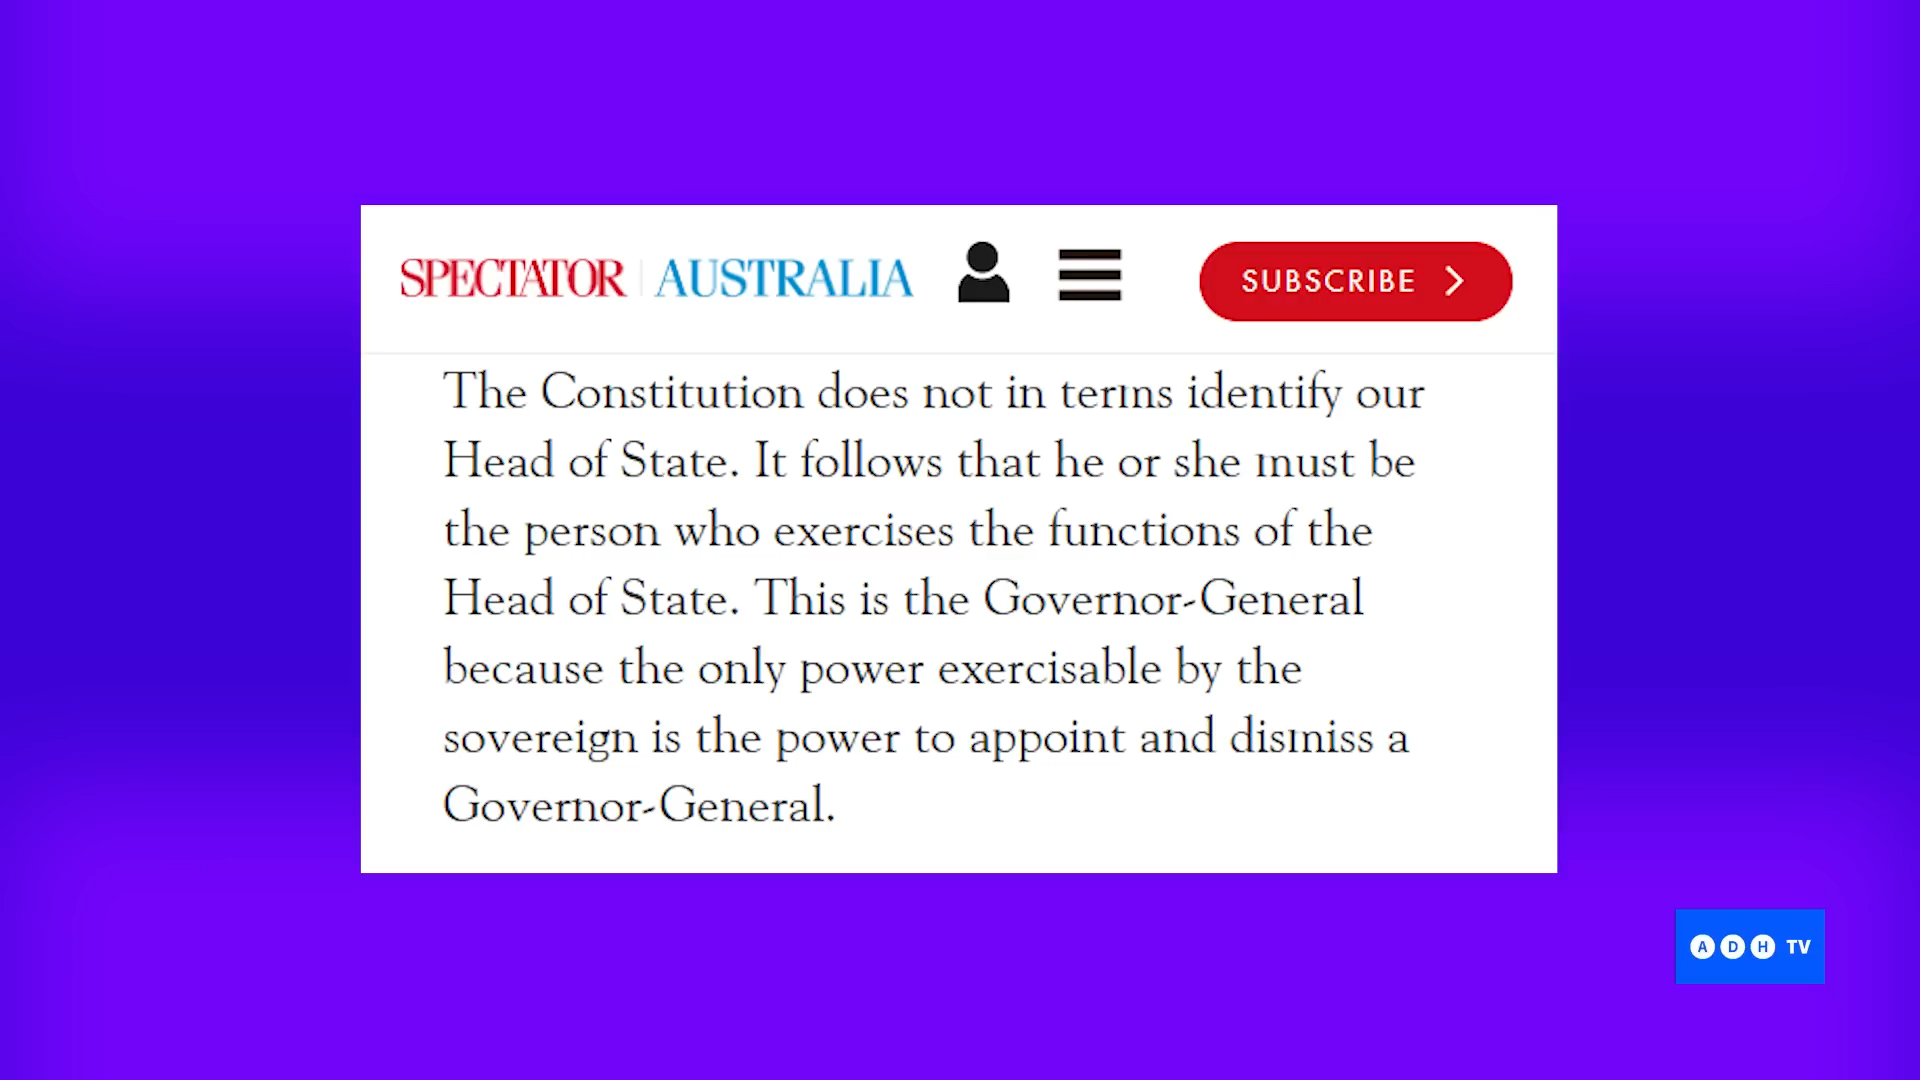 SPECTATOR | AUSTRALIA
SUBSCRIBE
The Constitution does not in terms identify our
Head of State. It follows that he or she must be
the person who exercises the functions of the
Head of State. This is the Governor-General
because the only power exercisable by the
sovereign is the power to appoint and dismiss a
Governor-General.
ADH TV